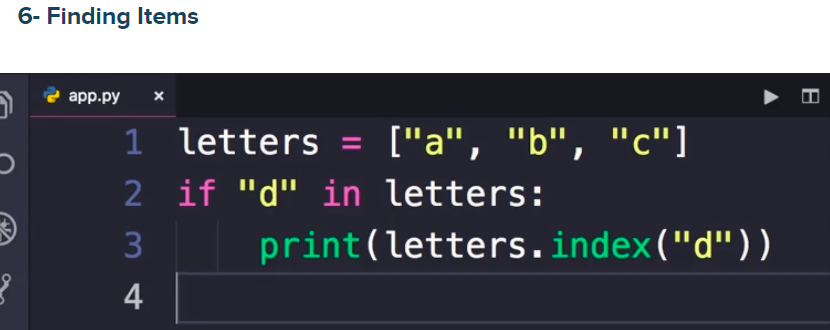 6- Finding Items
app.py ×
1 letters = ["a", "b", "c"]
2 if "d" in letters:
3     print(letters.index("d"))
4